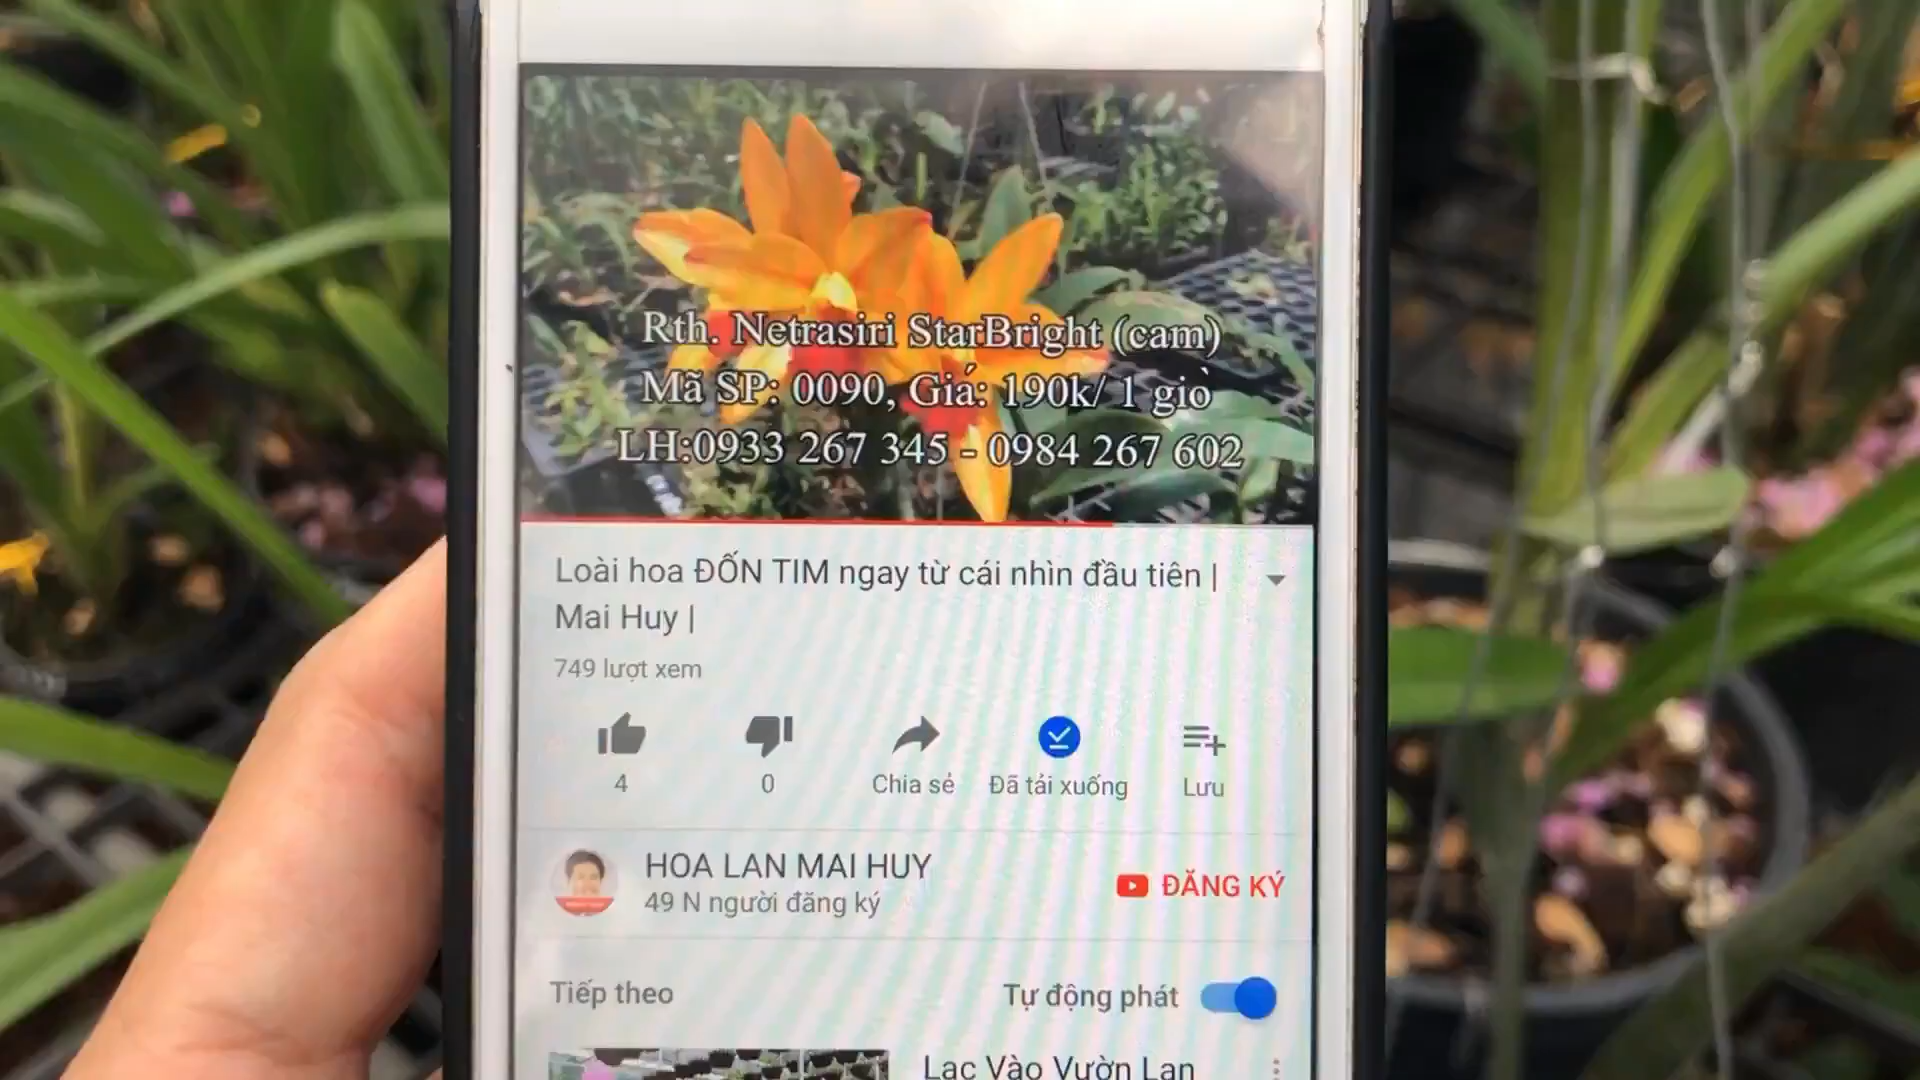 Rth. Netrasiri StarBright (cam)
Mã SP: 0090, Giá: 190k/ 1 giò
LH:0933 267 345 - 0984 267 602
Loài hoa ĐỐN TIM ngay từ cái nhìn đầu tiên |
Mai Huy |
749 lượt xem
4
0
Chia sẻ
Đã tải xuống
Lưu
HOA LAN MAI HUY
49 N người đăng ký
ĐĂNG KÝ
Tiếp theo
Tự động phát
Lạc Vào Vườn Lan